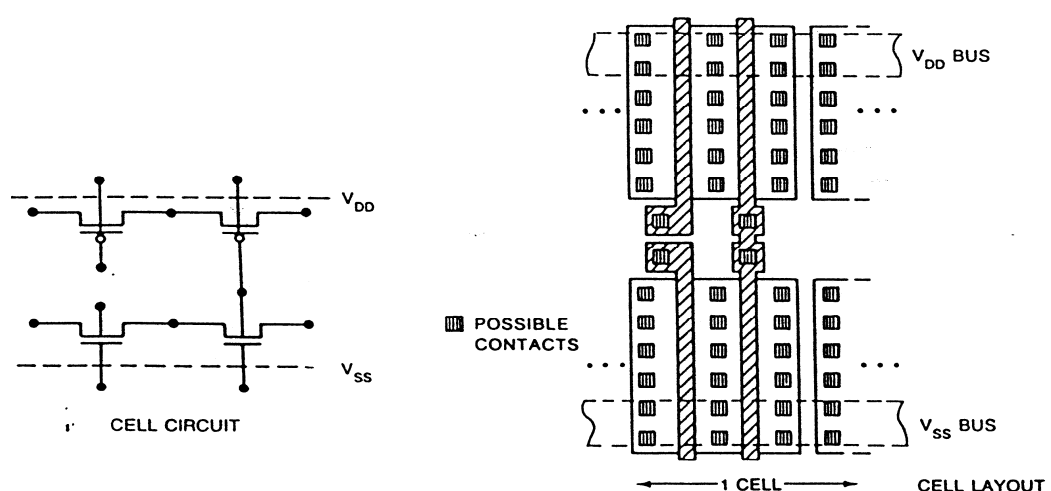 V_DD
V_SS
CELL CIRCUIT
POSSIBLE
CONTACTS
V_DD BUS
V_SS BUS
1 CELL
CELL LAYOUT